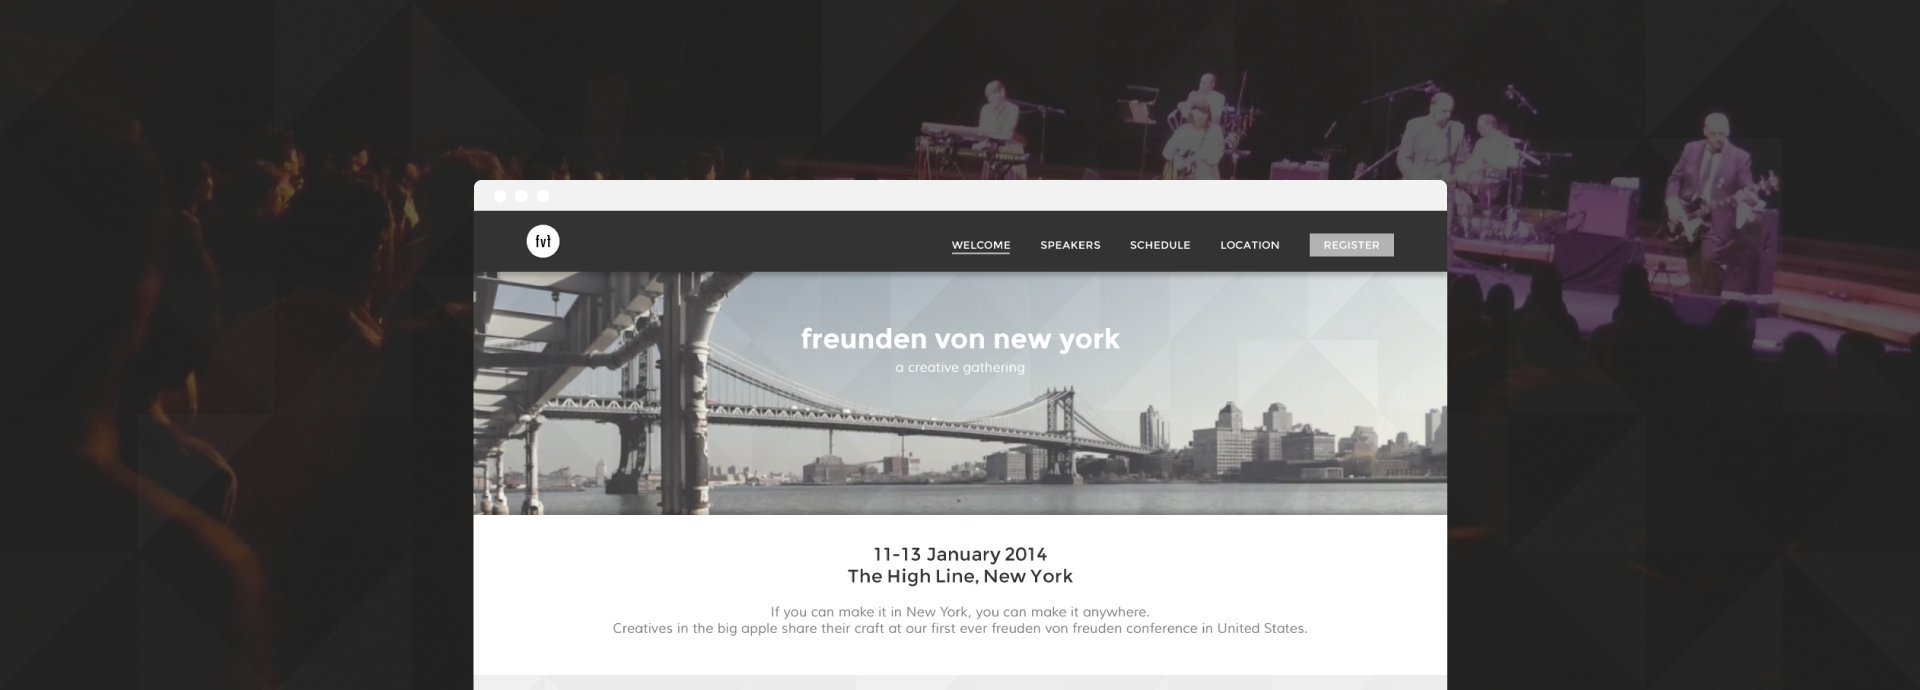 fvf
WELCOME
SPEAKERS
SCHEDULE
LOCATION
REGISTER
freunden von new york
a creative gathering
11-13 January 2014
The High Line, New York
If you can make it in New York, you can make it anywhere.
Creatives in the big apple share their craft at our first ever freuden von freuden conference in United States.